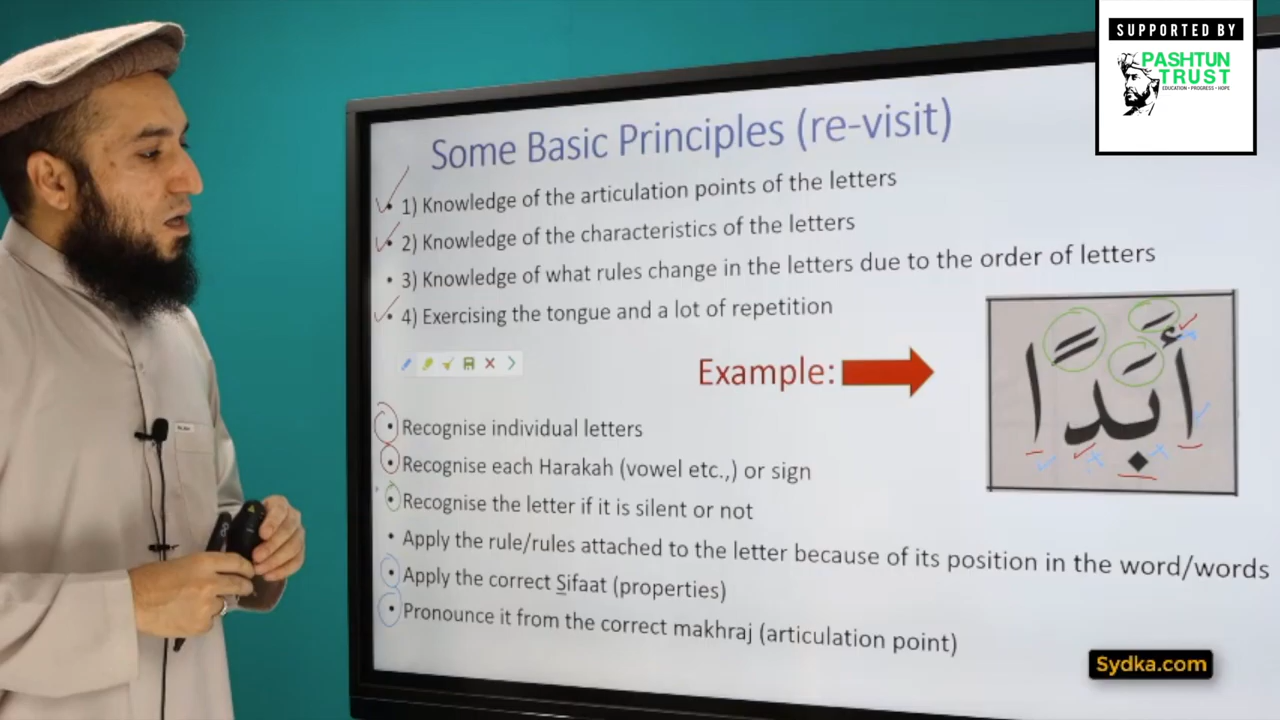 SUPPORTED BY
PASHTUN
TRUST
EDUCATION • PROGRESS • HOPE
Some Basic Principles (re-visit)
• 1) Knowledge of the articulation points of the letters
• 2) Knowledge of the characteristics of the letters
• 3) Knowledge of what rules change in the letters due to the order of letters
• 4) Exercising the tongue and a lot of repetition
Example:
أَبَدًا
• Recognise individual letters
• Recognise each Harakah (vowel etc.,) or sign
• Recognise the letter if it is silent or not
• Apply the rule/rules attached to the letter because of its position in the word/words
• Apply the correct Sifaat (properties)
• Pronounce it from the correct makhraj (articulation point)
Sydka.com